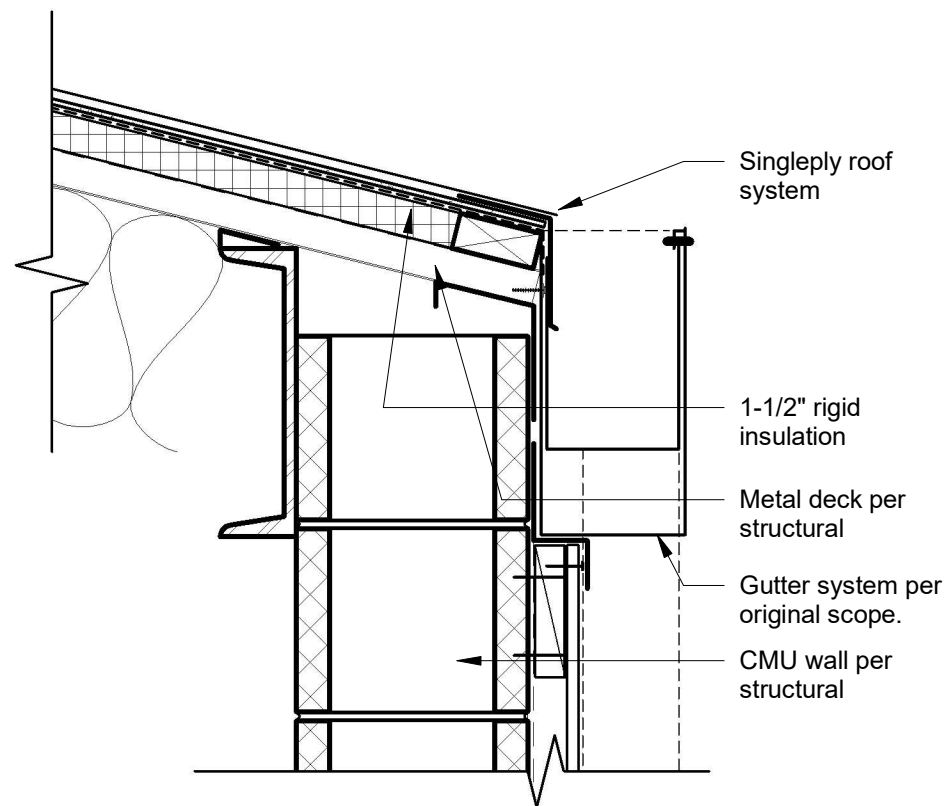 Singleply roof
system
1-1/2" rigid
insulation
Metal deck per
structural
Gutter system per
original scope.
CMU wall per
structural